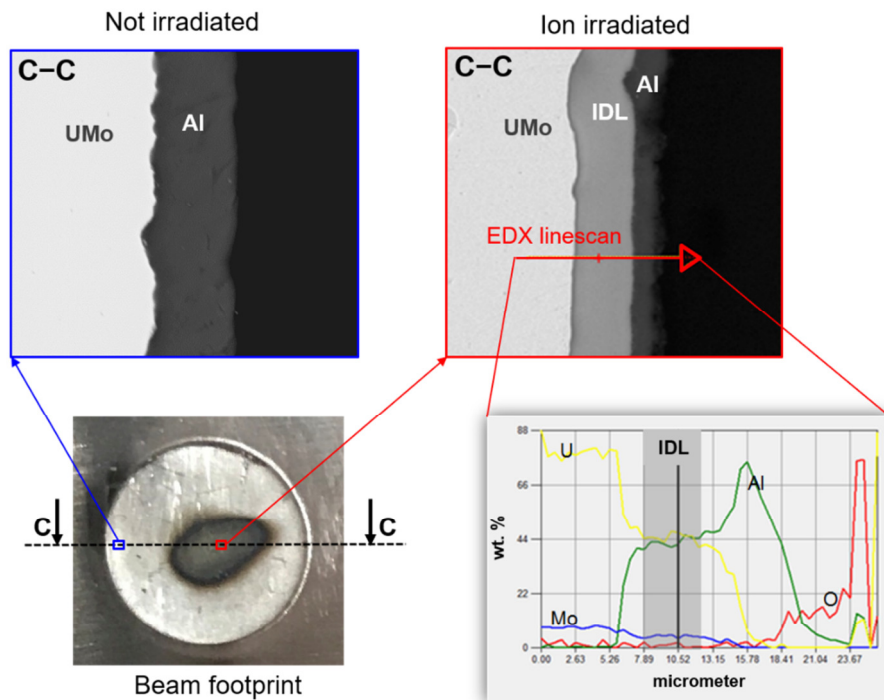 Not irradiated
Ion irradiated
C–C
UMo
Al
C–C
UMo
IDL
Al
EDX linescan
C
C
Beam footprint
88
66
44
22
0
wt. %
U
Mo
IDL
Al
O
0.00 2.63 5.26 7.89 10.52 13.15 15.78 18.41 21.04 23.67
micrometer